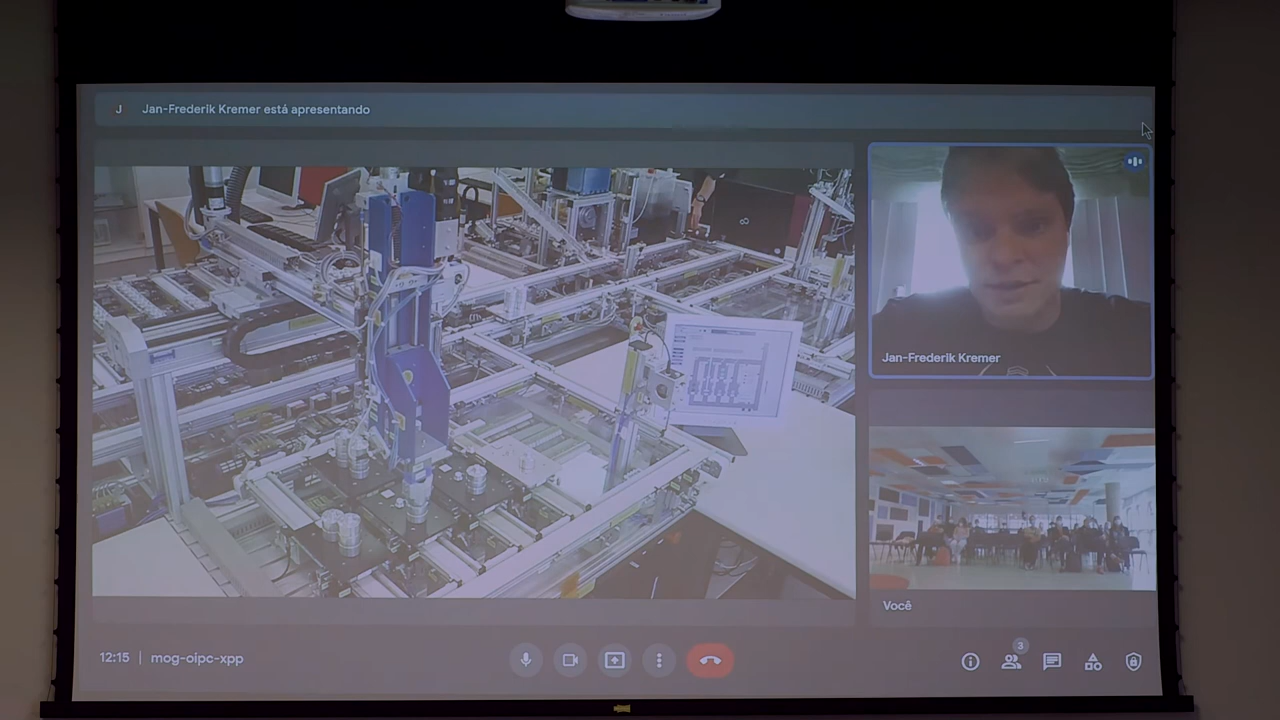 J Jan-Frederik Kremer está apresentando
Jan-Frederik Kremer
Você
12:15 | mog-oipc-xpp
3